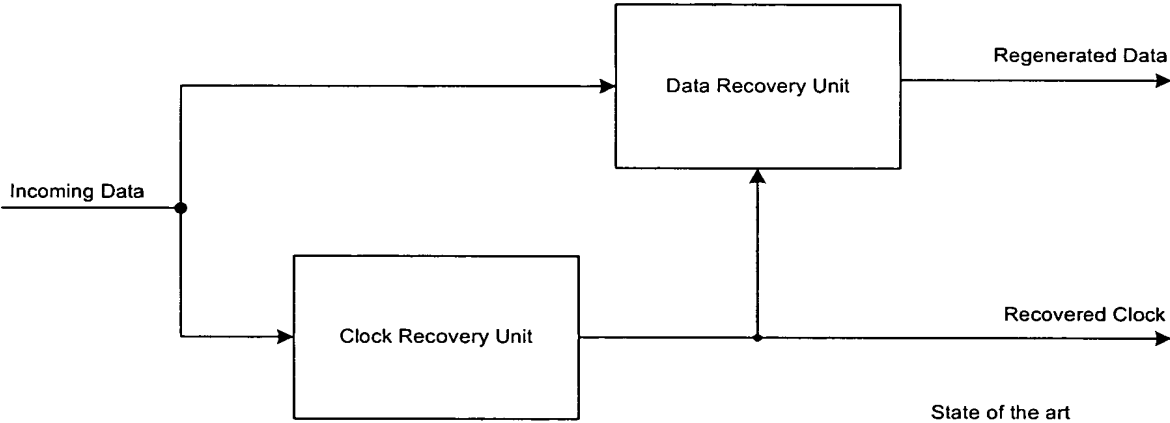 Regenerated Data
Data Recovery Unit
Incoming Data
Recovered Clock
Clock Recovery Unit
State of the art